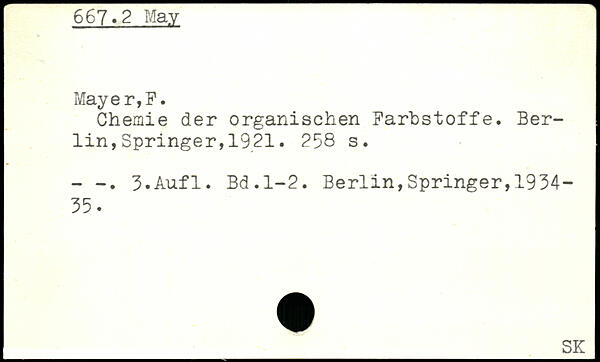 667.2 May
Mayer,F.
Chemie der organischen Farbstoffe. Ber-
lin,Springer,1921. 258 s.
- -. 3.Aufl. Bd.1-2. Berlin,Springer,1934-
35.
SK